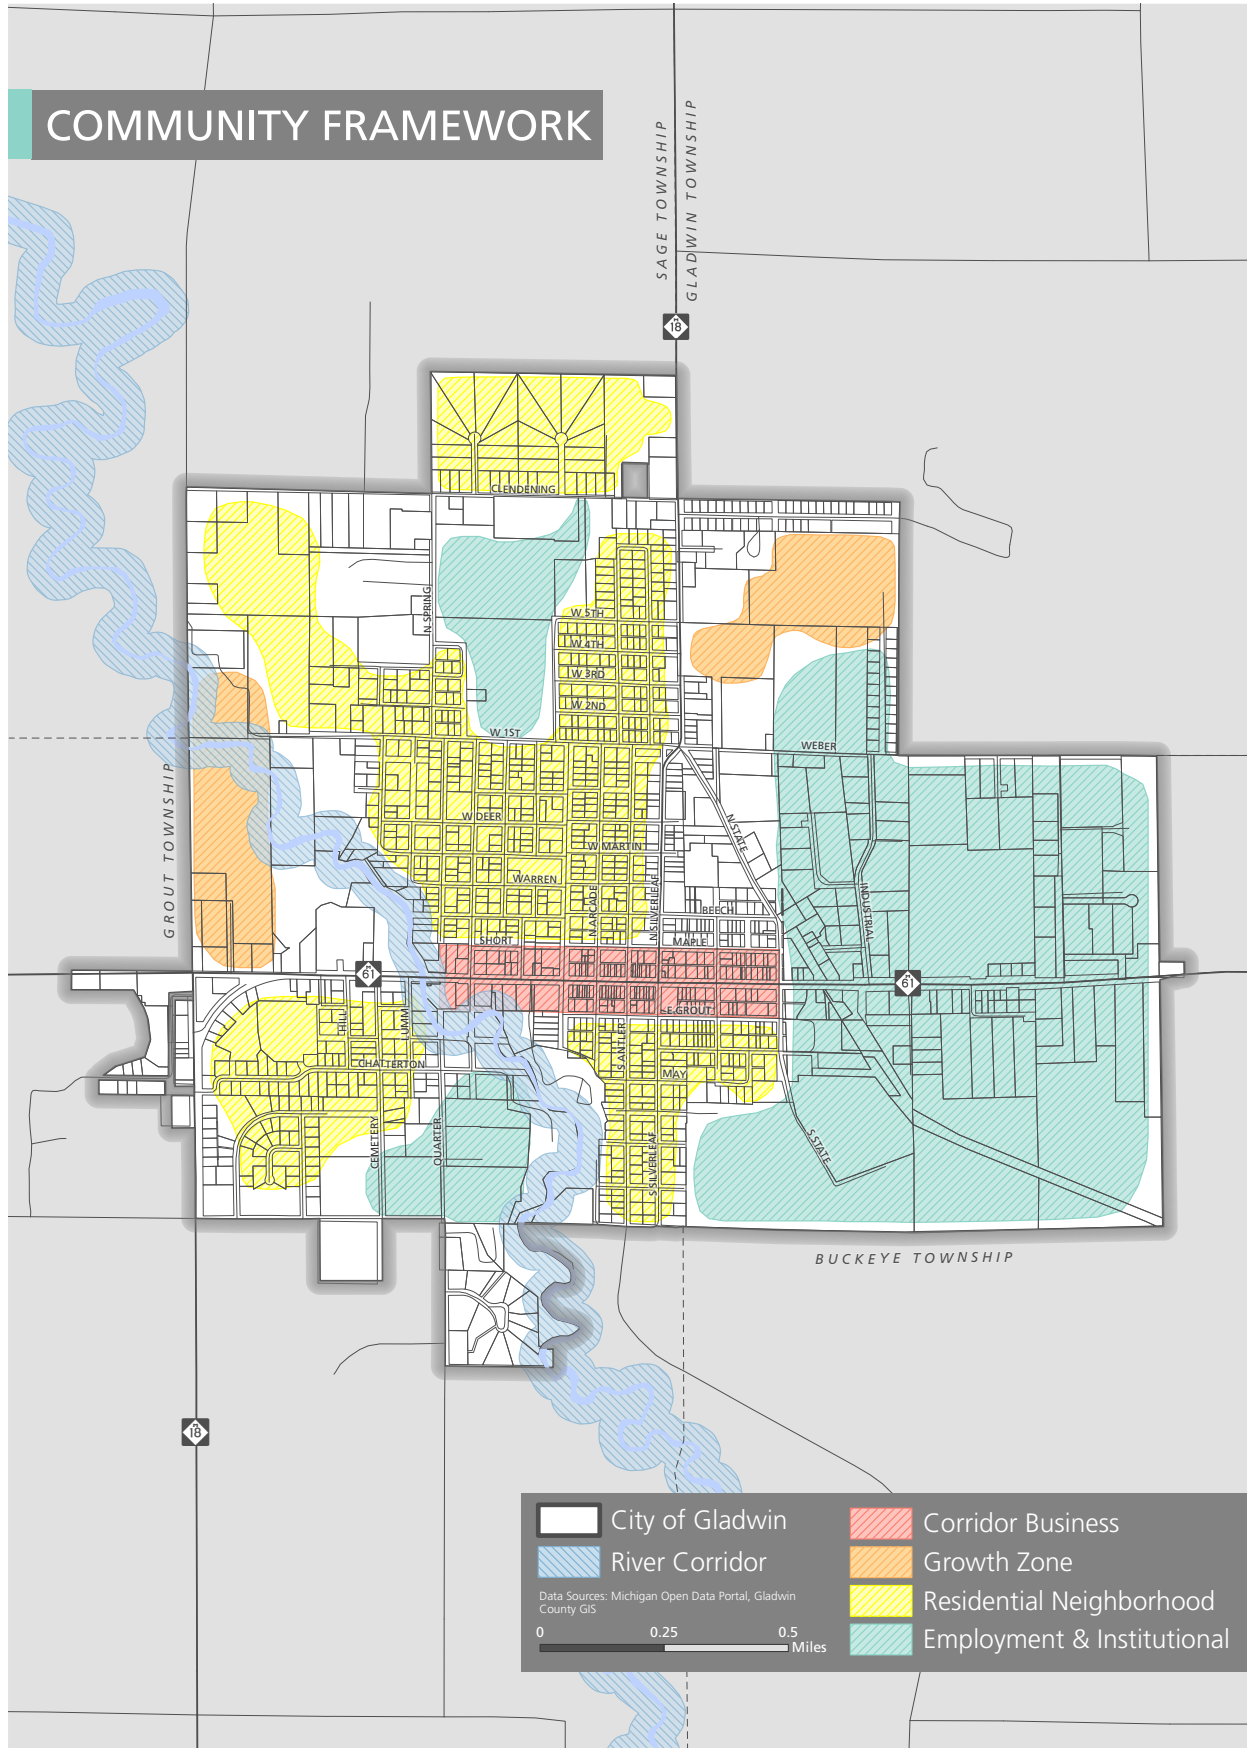 COMMUNITY FRAMEWORK
SAGE TOWNSHIP
GLADWIN TOWNSHIP
M
18
CLENDENING
N SPRING
W 5TH
W 4TH
W 3RD
W 2ND
W 1ST
WEBER
GROUT TOWNSHIP
W DEER
N STATE
W MARTIN
WARREN
N ARCADE
N SILVERLEAF
BEECH
INDUSTRIAL
SHORT
MAPLE
M
61
M
61
E GROUT
HILL
LUMM
S ANTLER
CHATTERTON
MAY
CEMETERY
QUARTER
S SILVERLEAF
S STATE
BUCKEYE TOWNSHIP
M
18
City of Gladwin
River Corridor
Data Sources: Michigan Open Data Portal, Gladwin
County GIS
0 0.25 0.5
Miles
Corridor Business
Growth Zone
Residential Neighborhood
Employment & Institutional